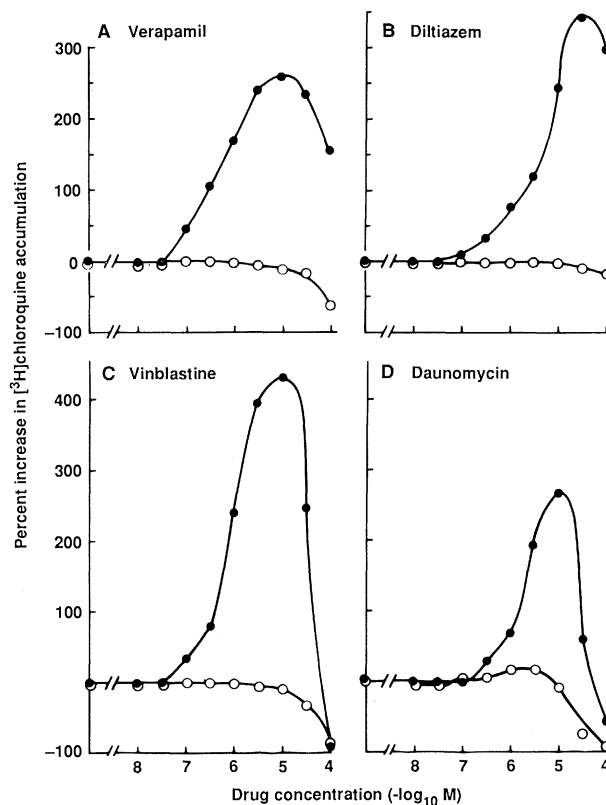 A Verapamil
B Diltiazem
300
200
100
0
−100
C Vinblastine
D Daunomycin
400
300
200
100
−100
8 7 6 5 4
8 7 6 5 4
Percent increase in [³H]chloroquine accumulation
Drug concentration (-log₁₀ M)